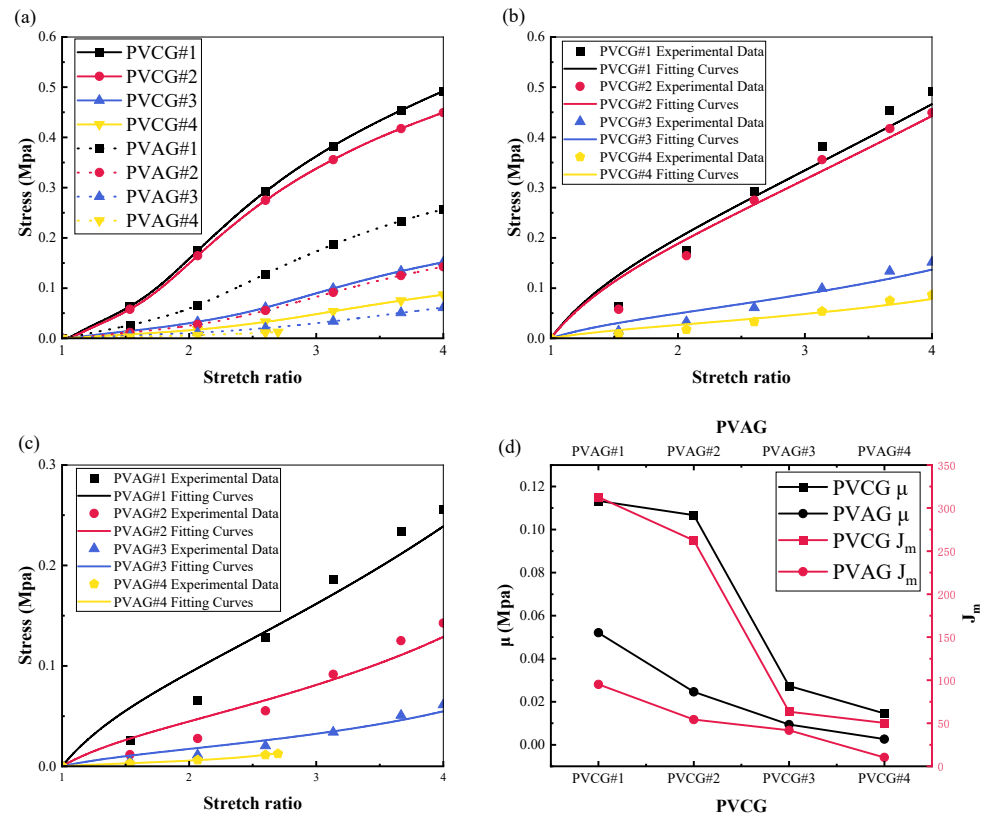 (a)
0.6
0.5
0.4
0.3
0.2
0.1
0.0
Stress (Mpa)
PVCG#1
PVCG#2
PVCG#3
PVCG#4
PVAG#1
PVAG#2
PVAG#3
PVAG#4
1 2 3 4
Stretch ratio
(b)
0.6
0.5
0.4
0.3
0.2
0.1
0.0
Stress (Mpa)
PVCG#1 Experimental Data
PVCG#1 Fitting Curves
PVCG#2 Experimental Data
PVCG#2 Fitting Curves
PVCG#3 Experimental Data
PVCG#3 Fitting Curves
PVCG#4 Experimental Data
PVCG#4 Fitting Curves
1 2 3 4
Stretch ratio
(c)
0.3
0.2
0.1
0.0
Stress (Mpa)
PVAG#1 Experimental Data
PVAG#1 Fitting Curves
PVAG#2 Experimental Data
PVAG#2 Fitting Curves
PVAG#3 Experimental Data
PVAG#3 Fitting Curves
PVAG#4 Experimental Data
PVAG#4 Fitting Curves
1 2 3 4
Stretch ratio
(d)
PVAG
PVAG#1 PVAG#2 PVAG#3 PVAG#4
0.12
0.10
0.08
0.06
0.04
0.02
0.00
μ (Mpa)
PVCG μ
PVAG μ
PVCG Jm
PVAG Jm
350
300
250
200
150
100
50
0
Jm
PVCG#1 PVCG#2 PVCG#3 PVCG#4
PVCG